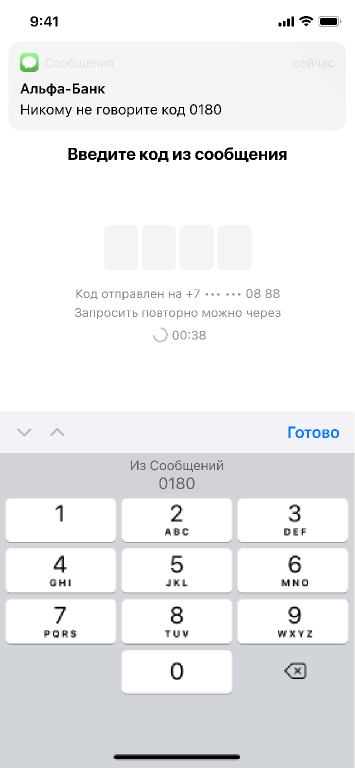 9:41
Сообщения сейчас
Альфа-Банк
Никому не говорите код 0180
Введите код из сообщения
Код отправлен на +7 ••• ••• 08 88
Запросить повторно можно через
00:38
Готово
Из Сообщений
0180
1 2 3
ABC DEF
4 5 6
GHI JKL MNO
7 8 9
PQRS TUV WXYZ
0